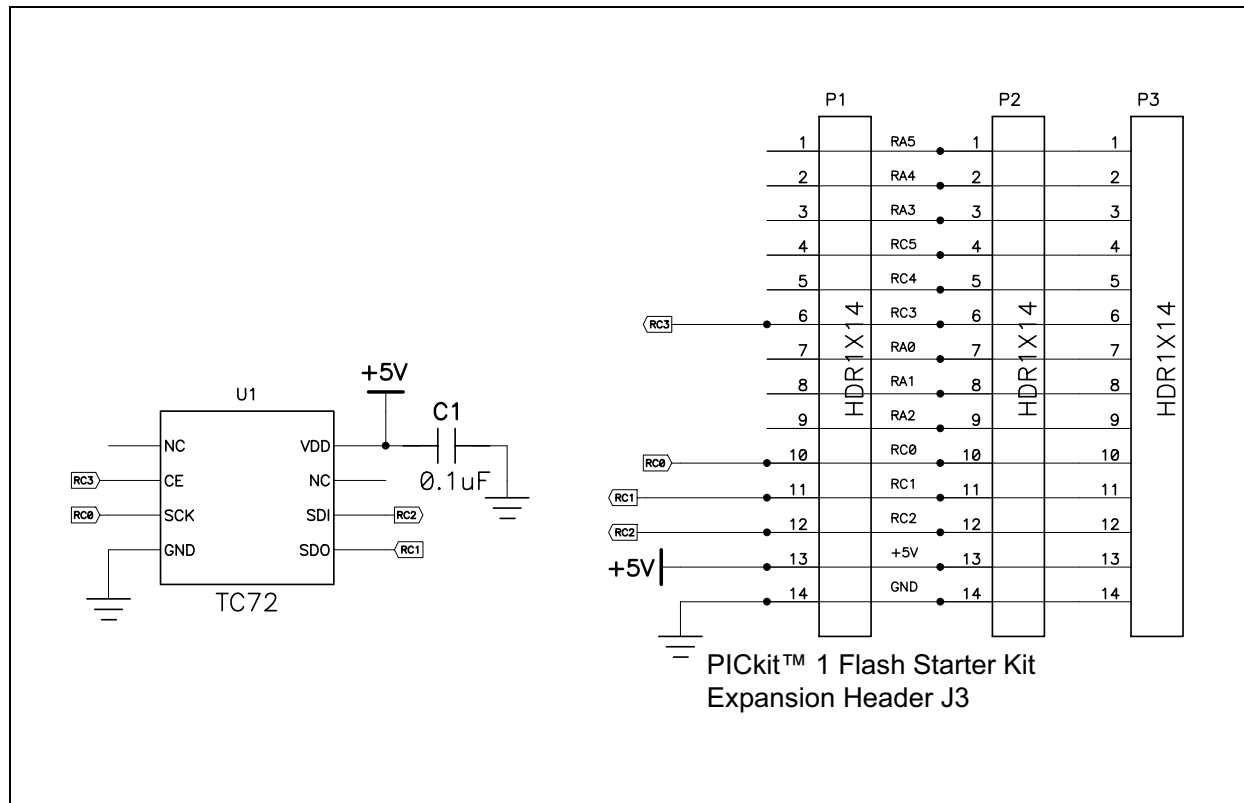 U1
+5V
C1
0.1uF
NC
VDD
RC3
CE
NC
RC0
SCK
SDI
RC2
GND
SDO
RC1
TC72
P1
P2
P3
1 RA5 1 1
2 RA4 2 2
3 RA3 3 3
4 RC5 4 4
5 RC4 5 5
RC3 6 RC3 6 6
7 RA0 7 7
8 RA1 8 8
9 RA2 9 9
RC0 10 RC0 10 10
RC1 11 RC1 11 11
RC2 12 RC2 12 12
+5V 13 +5V 13 13
14 GND 14 14
HDR1X14
HDR1X14
HDR1X14
PICkit™ 1 Flash Starter Kit
Expansion Header J3